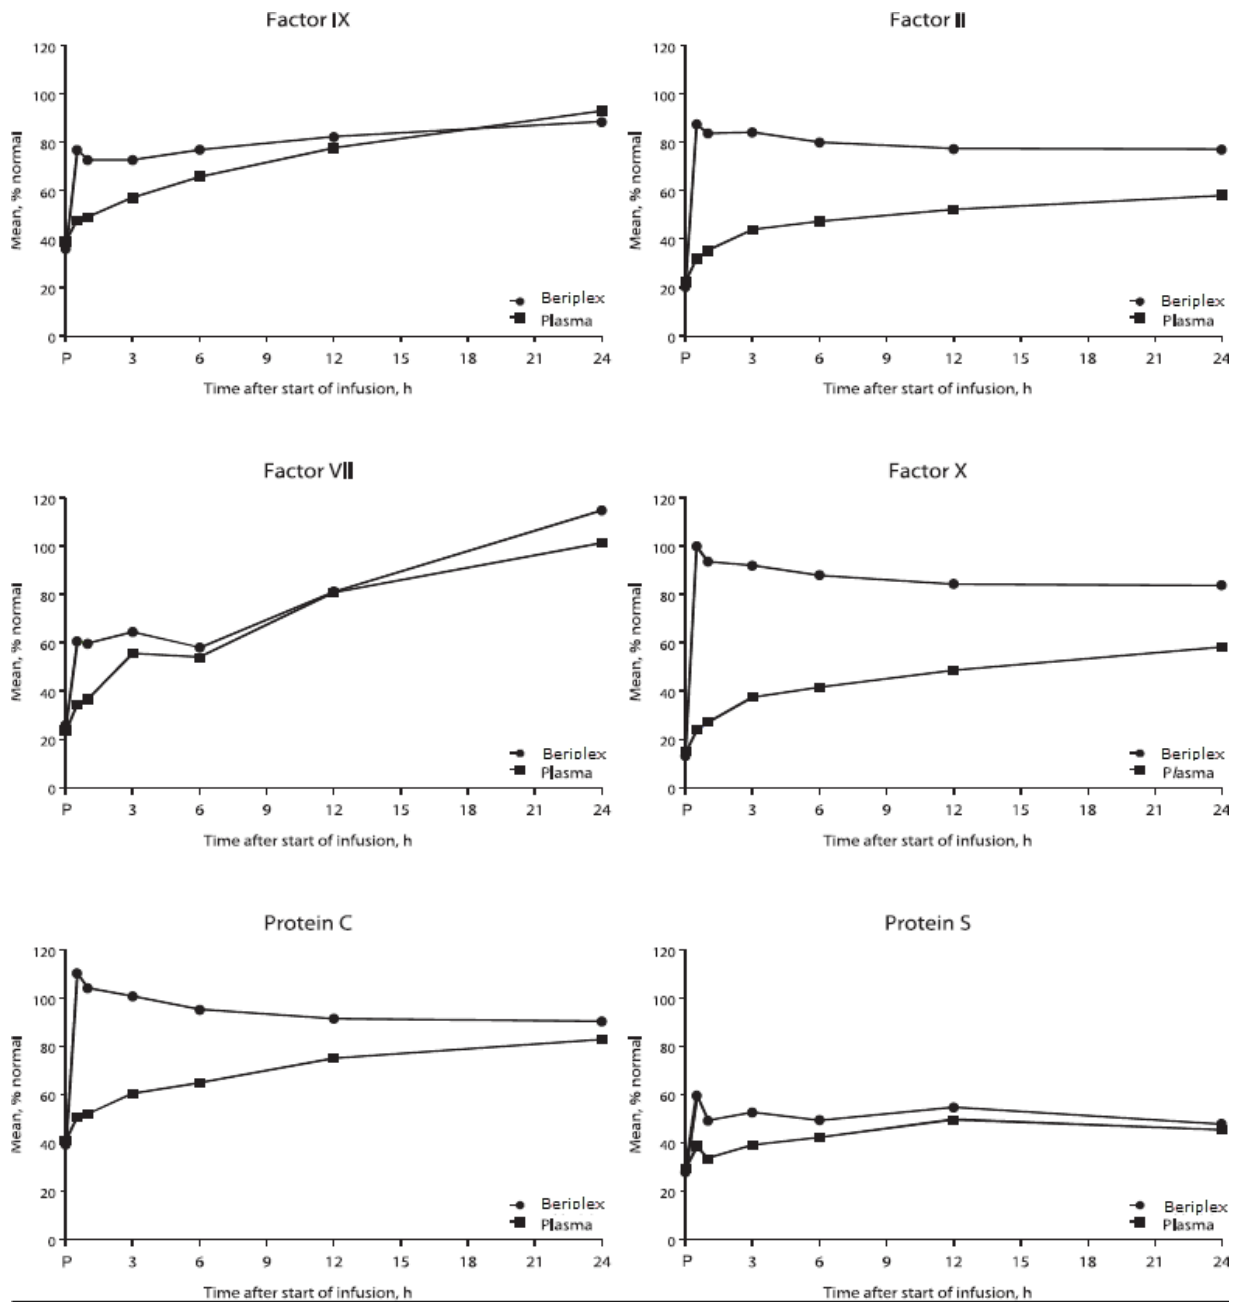 Factor IX
Mean, % normal
120
100
80
60
40
20
0
P 3 6 9 12 15 18 21 24
Time after start of infusion, h
Beriplex
Plasma
Factor II
Mean, % normal
120
100
80
60
40
20
0
P 3 6 9 12 15 18 21 24
Time after start of infusion, h
Beriplex
Plasma
Factor VII
Mean, % normal
120
100
80
60
40
20
0
P 3 6 9 12 15 18 21 24
Time after start of infusion, h
Beriplex
Plasma
Factor X
Mean, % normal
120
100
80
60
40
20
0
P 3 6 9 12 15 18 21 24
Time after start of infusion, h
Beriplex
Plasma
Protein C
Mean, % normal
120
100
80
60
40
20
0
P 3 6 9 12 15 18 21 24
Time after start of infusion, h
Beriplex
Plasma
Protein S
Mean, % normal
120
100
80
60
40
20
0
P 3 6 9 12 15 18 21 24
Time after start of infusion, h
Beriplex
Plasma